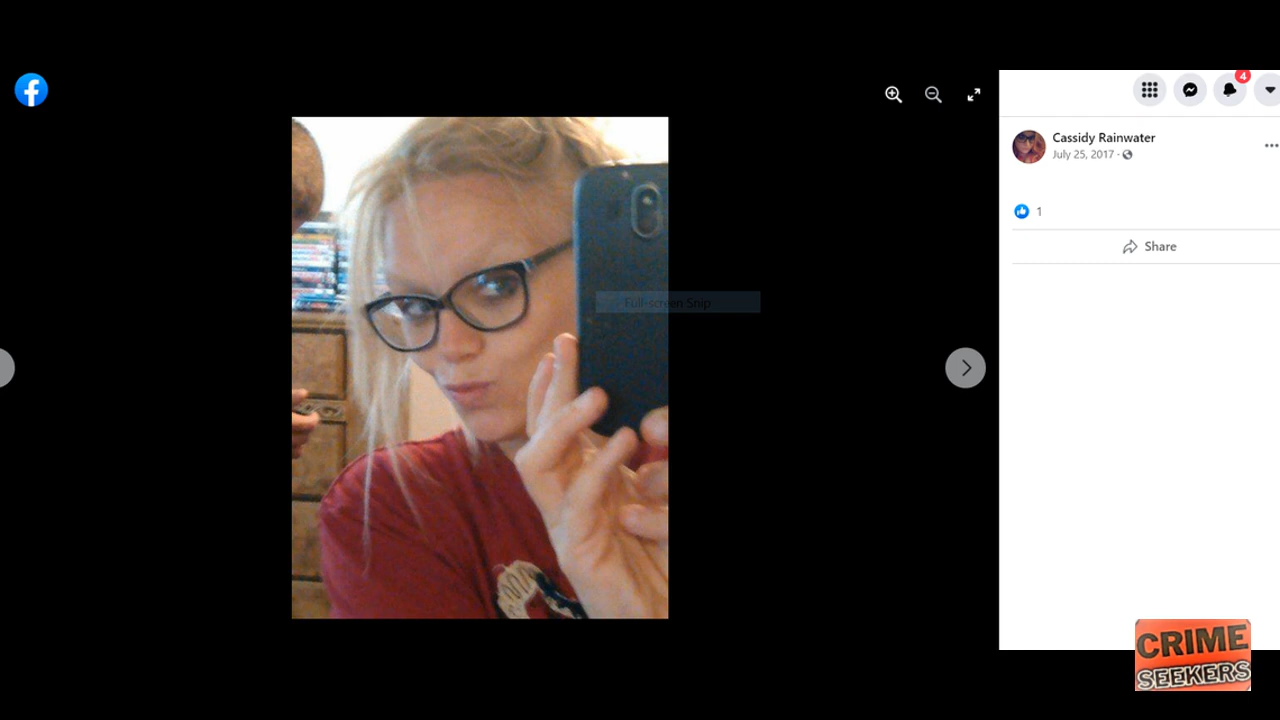 4
Cassidy Rainwater
July 25, 2017 ·
1
Share
Full-screen Snip
CRIME
SEEKERS